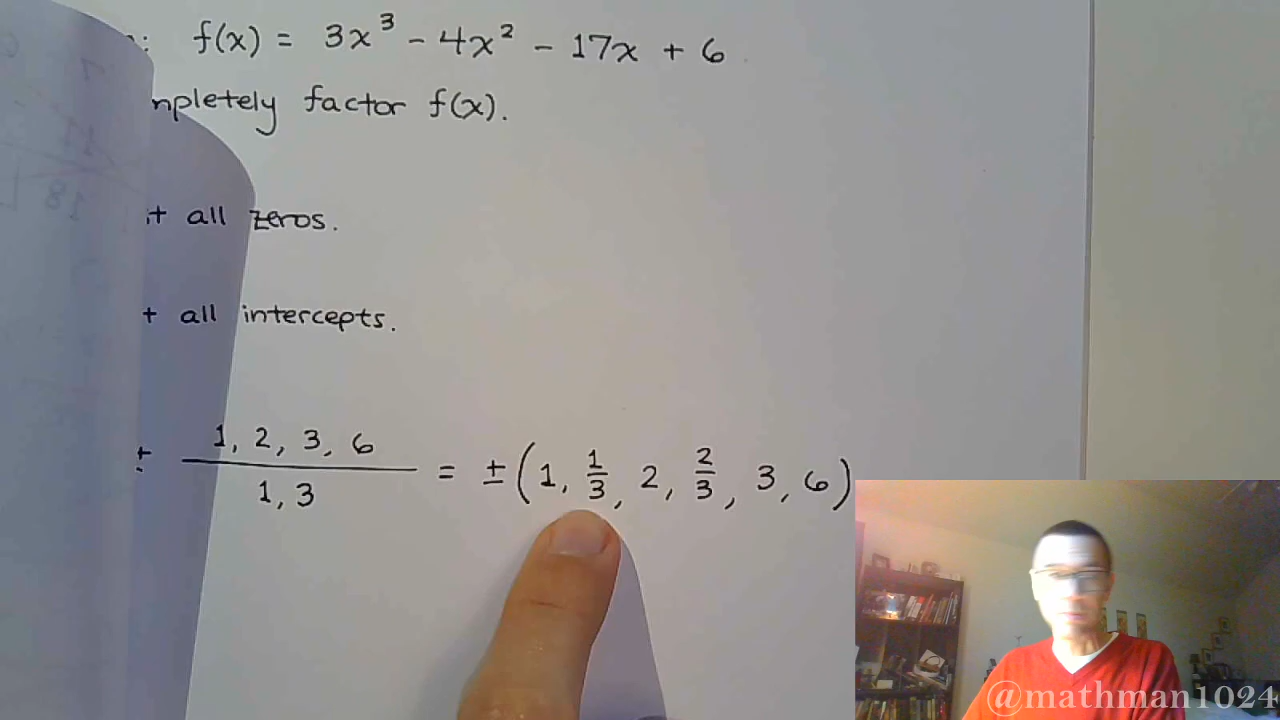 : f(x) = 3x³ - 4x² - 17x + 6
mpletely factor f(x).
it all zeros.
t all intercepts.
± 1, 2, 3, 6 / 1, 3 = ± (1, 1/3, 2, 2/3, 3, 6)
@mathman1024